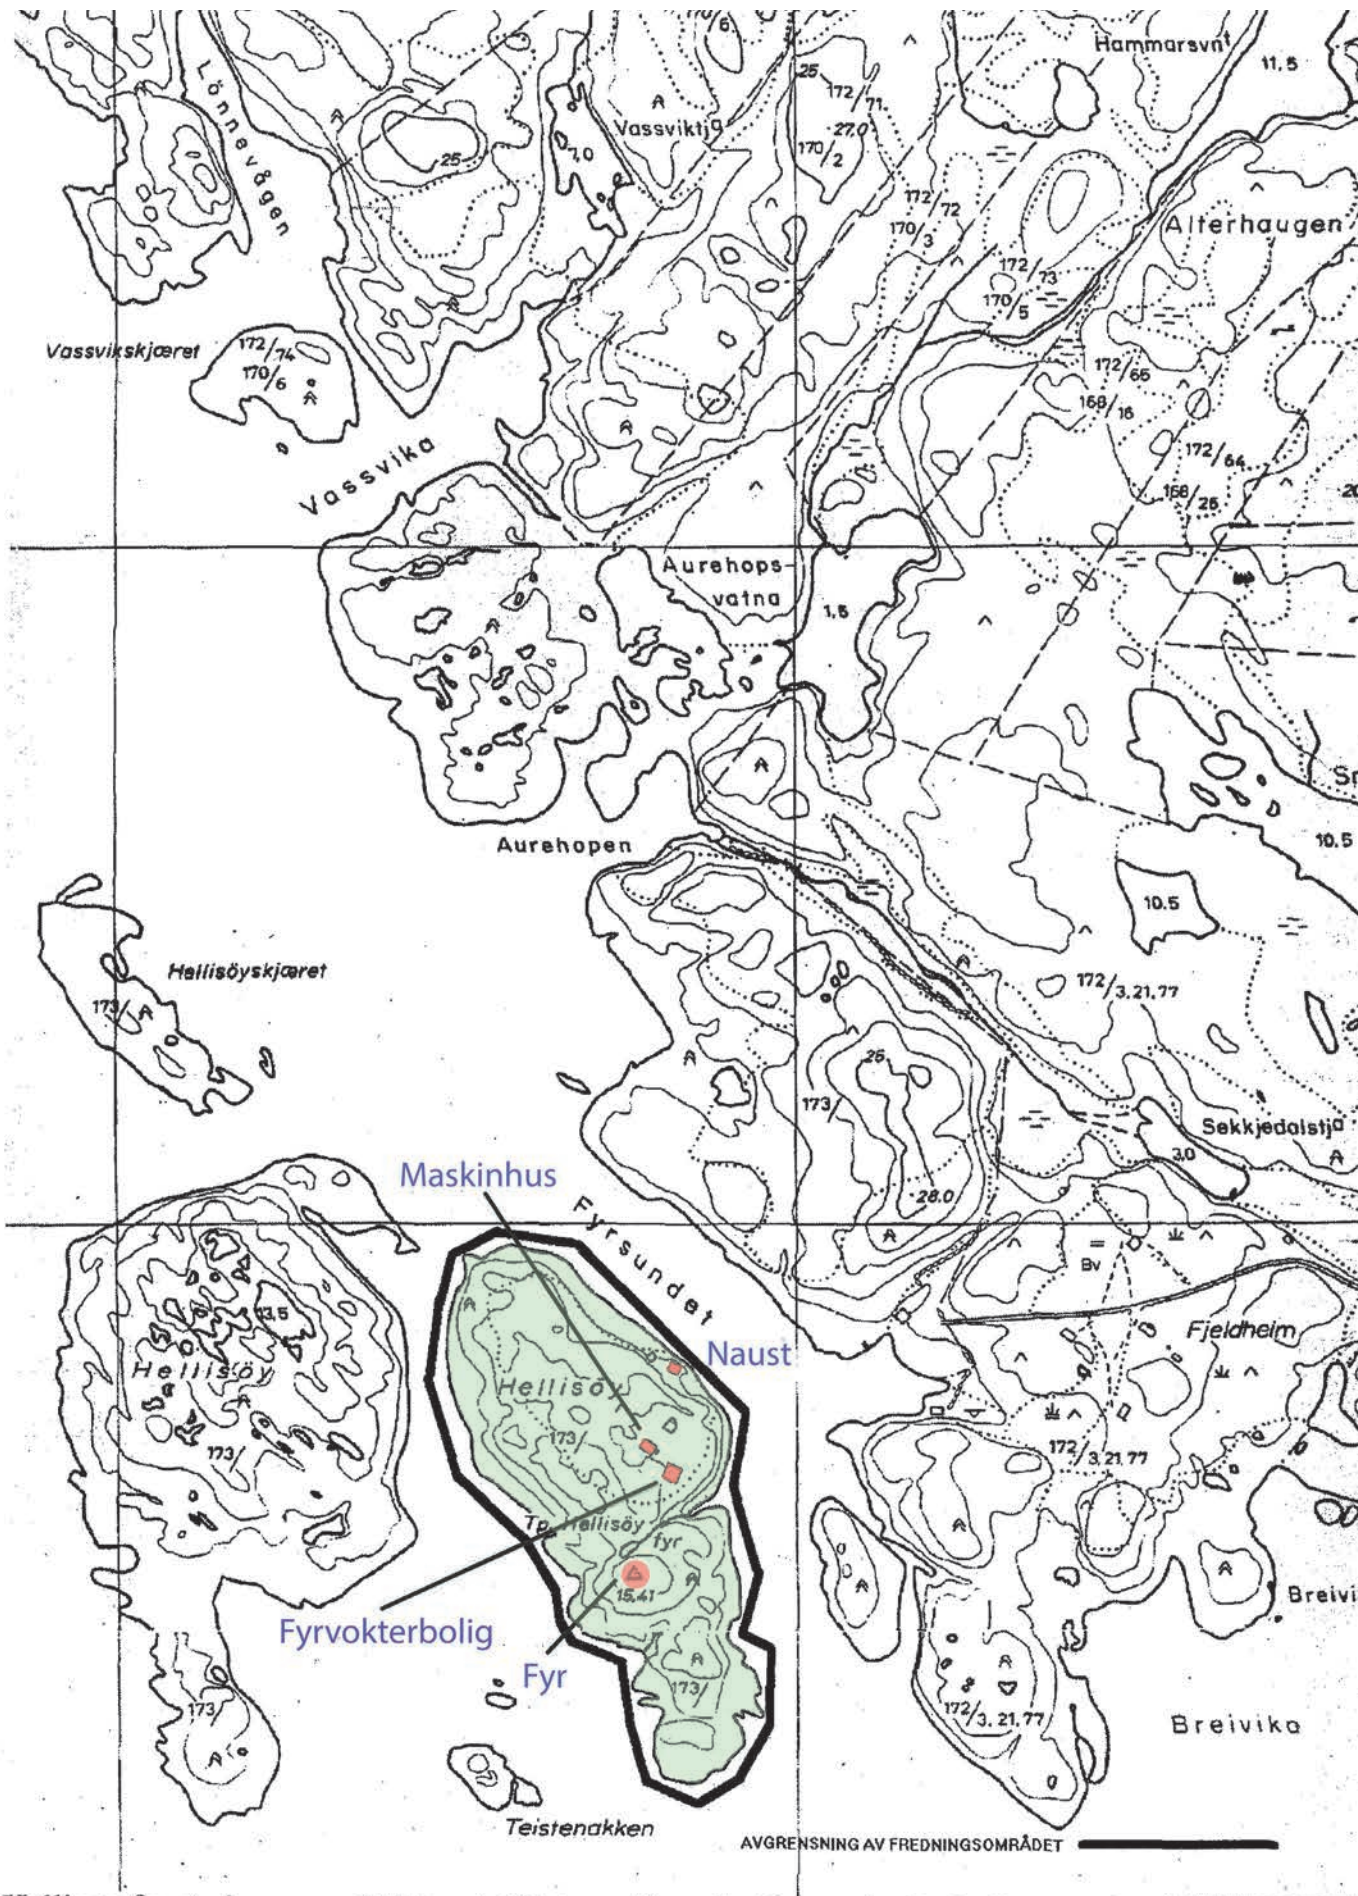 Hammarsvnt
11.5
6
25
172/71
27.0
170/2
Lönnevågen
25
7.0
Vassviktjø
172/72
170/3
Alterhaugen
172/73
170/5
Vassvikskjæret
172/74
170/6
172/65
168/16
Vassvika
172/64
168/25
Aurehops-
vatna
1.5
Aurehopen
10.5
10.5
Hellisöyskjæret
173/
172/3.21.77
25
173/
Sekkjedalstjø
3.0
28.0
Maskinhus
Fyrsundet
Bv
13.5
Hellisöy
173/
Naust
Fjeldheim
Hellisöy
173/
172/3.21.77
Tp. Hellisöy
fyr
15.41
Fyrvokterbolig
Fyr
Breivi
173/
173/
172/3.21.77
Breivika
Teistenakken
AVGRENSNING AV FREDNINGSOMRÅDET